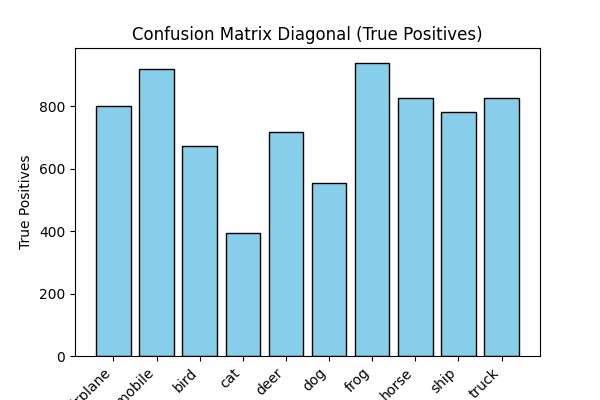 Confusion Matrix Diagonal (True Positives)
True Positives
800
600
400
200
0
rplane
mobile
bird
cat
deer
dog
frog
horse
ship
truck